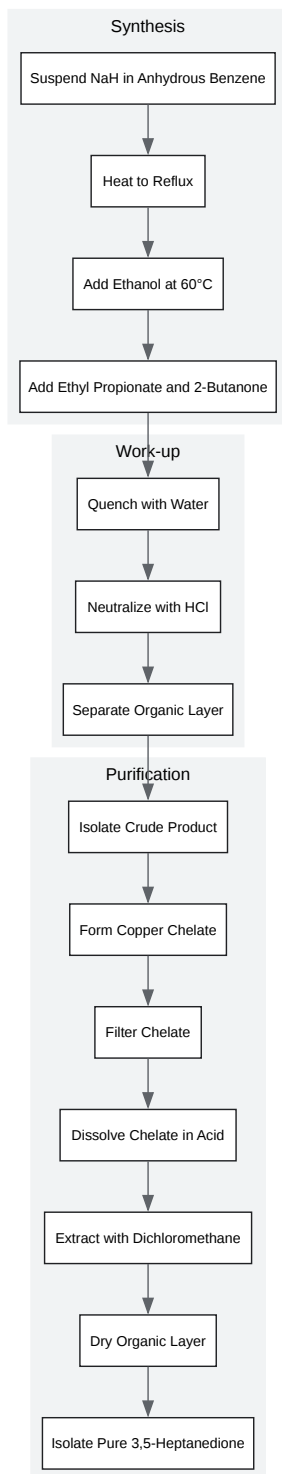 Synthesis
Suspend NaH in Anhydrous Benzene
Heat to Reflux
Add Ethanol at 60°C
Add Ethyl Propionate and 2-Butanone
Work-up
Quench with Water
Neutralize with HCl
Separate Organic Layer
Purification
Isolate Crude Product
Form Copper Chelate
Filter Chelate
Dissolve Chelate in Acid
Extract with Dichloromethane
Dry Organic Layer
Isolate Pure 3,5-Heptanedione